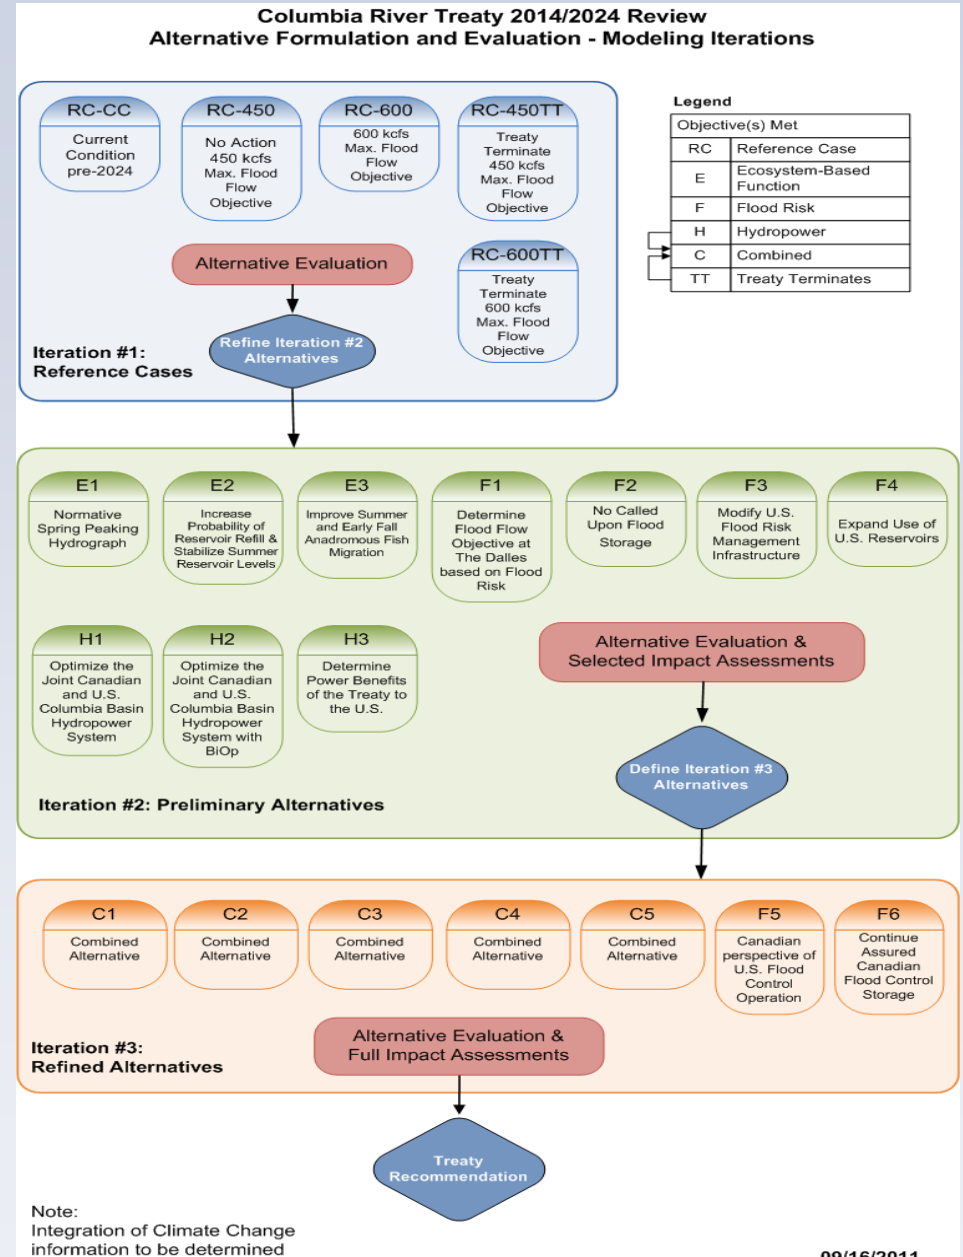 Columbia River Treaty 2014/2024 Review
Alternative Formulation and Evaluation - Modeling Iterations
RC-CC
Current
Condition
pre-2024
RC-450
No Action
450 kcfs
Max. Flood
Flow
Objective
RC-600
600 kcfs
Max. Flood
Flow
Objective
RC-450TT
Treaty
Terminate
450 kcfs
Max. Flood
Flow
Objective
Alternative Evaluation
RC-600TT
Treaty
Terminate
600 kcfs
Max. Flood
Flow
Objective
Refine Iteration #2
Alternatives
Iteration #1:
Reference Cases
Legend
Objective(s) Met
RC Reference Case
E Ecosystem-Based
Function
F Flood Risk
H Hydropower
C Combined
TT Treaty Terminates
E1
Normative
Spring Peaking
Hydrograph
E2
Increase
Probability of
Reservoir Refill &
Stabilize Summer
Reservoir Levels
E3
Improve Summer
and Early Fall
Anadromous Fish
Migration
F1
Determine
Flood Flow
Objective at
The Dalles
based on Flood
Risk
F2
No Called
Upon Flood
Storage
F3
Modify U.S.
Flood Risk
Management
Infrastructure
F4
Expand Use of
U.S. Reservoirs
H1
Optimize the
Joint Canadian
and U.S.
Columbia Basin
Hydropower
System
H2
Optimize the
Joint Canadian
and U.S.
Columbia Basin
Hydropower
System with
BiOp
H3
Determine
Power Benefits
of the Treaty to
the U.S.
Alternative Evaluation &
Selected Impact Assessments
Define Iteration #3
Alternatives
Iteration #2: Preliminary Alternatives
C1
Combined
Alternative
C2
Combined
Alternative
C3
Combined
Alternative
C4
Combined
Alternative
C5
Combined
Alternative
F5
Canadian
perspective of
U.S. Flood
Control
Operation
F6
Continue
Assured
Canadian
Flood Control
Storage
Iteration #3:
Refined Alternatives
Alternative Evaluation &
Full Impact Assessments
Treaty
Recommendation
Note:
Integration of Climate Change
information to be determined
09/16/2011